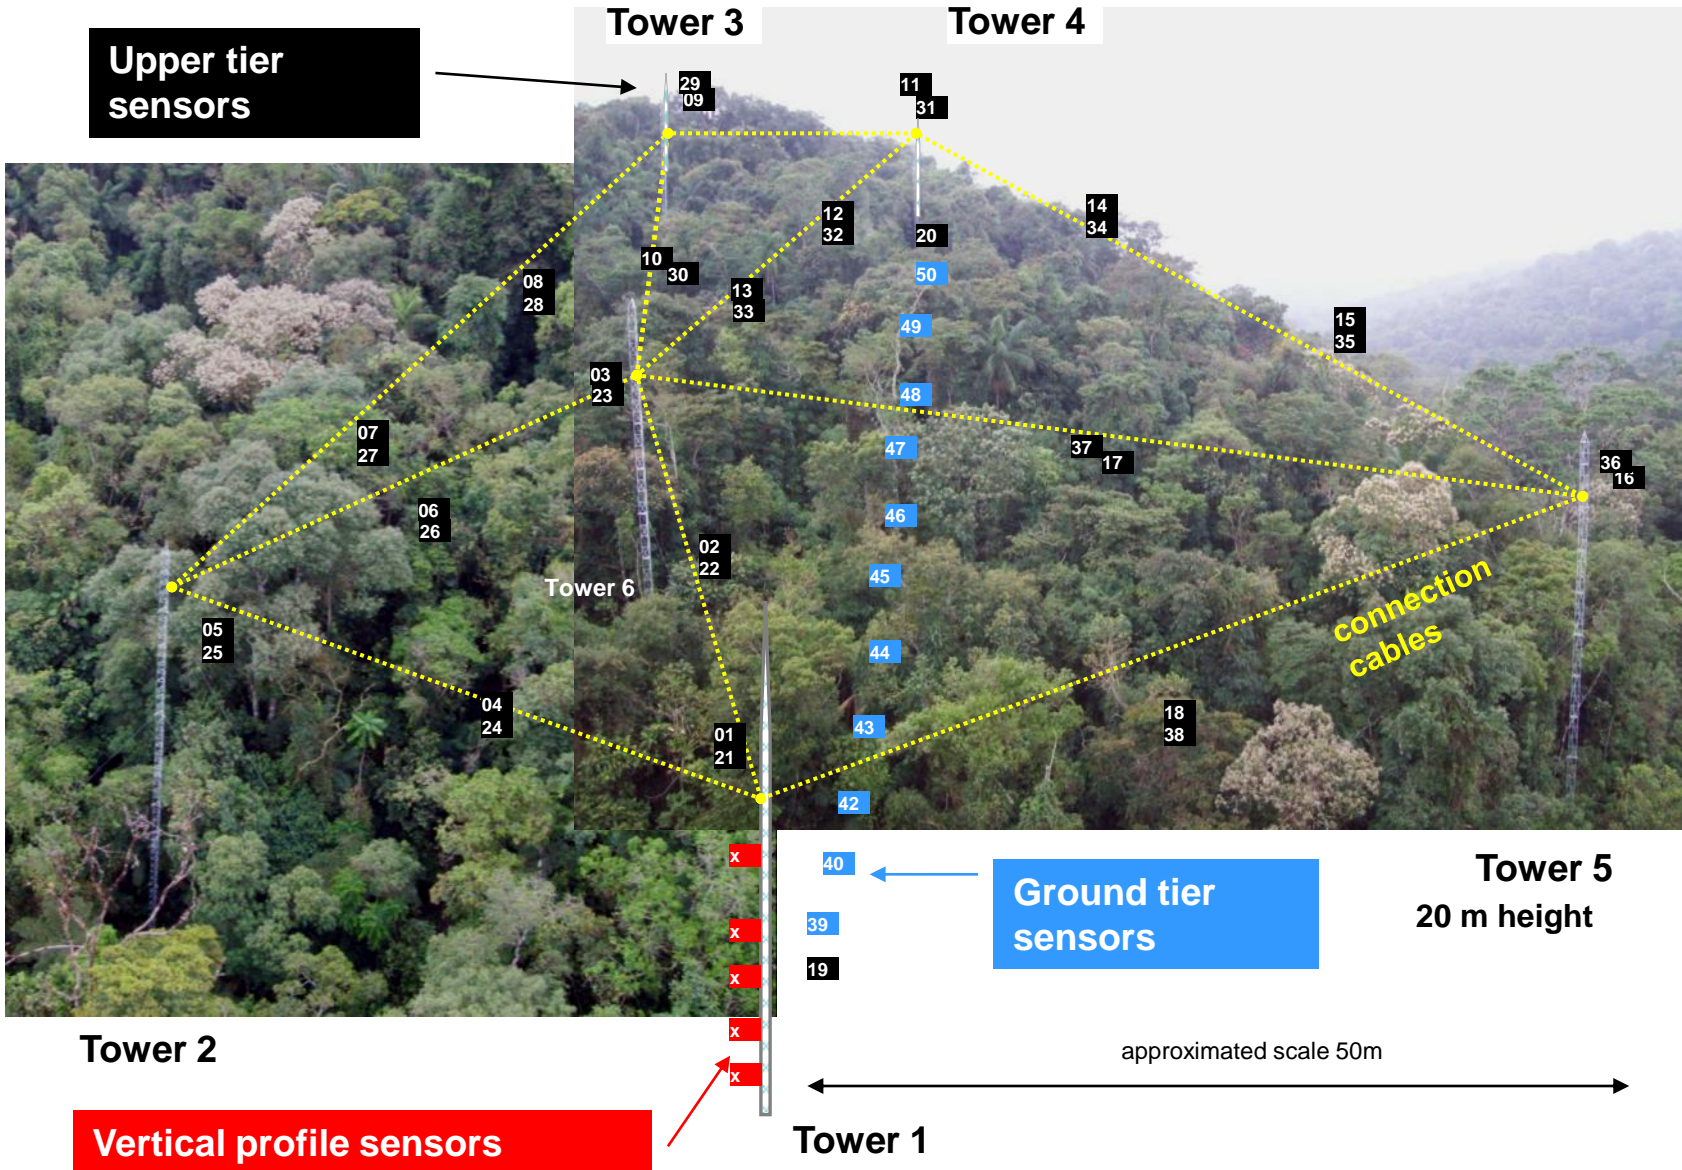 Tower 3
Tower 4
Upper tier
sensors
29
09
11
31
12
32
14
34
20
10
30
50
08
28
13
33
49
15
35
03
23
48
07
27
47
37
17
36
16
06
26
46
02
22
45
Tower 6
connection
cables
05
25
44
04
24
43
18
38
01
21
42
x
40
Tower 5
Ground tier
sensors
20 m height
x
39
x
19
x
Tower 2
approximated scale 50m
x
Vertical profile sensors
Tower 1